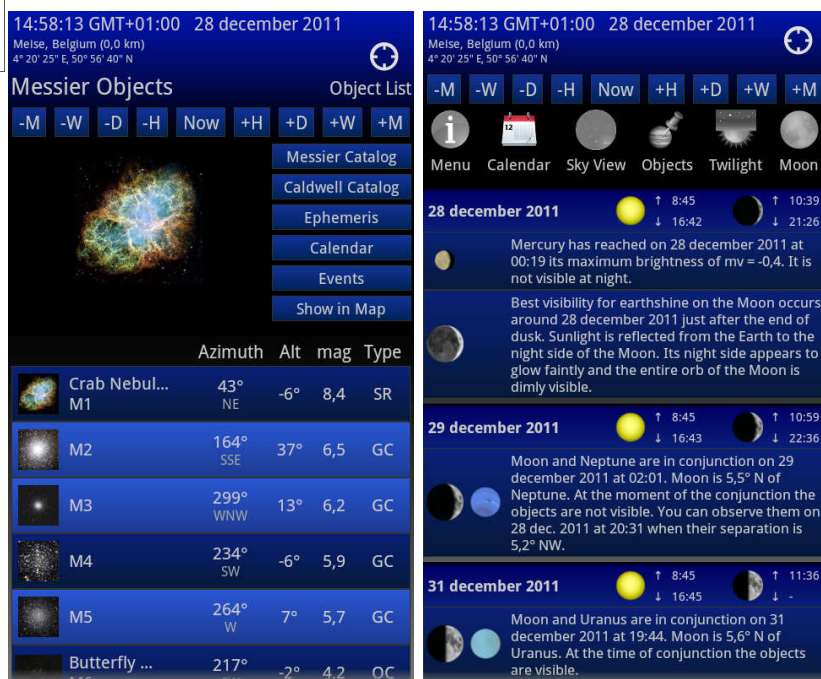 14:58:13 GMT+01:00 28 december 2011
Meise, Belgium (0,0 km)
4° 20' 25" E, 50° 56' 40" N
Messier Objects
Object List
-M -W -D -H Now +H +D +W +M
Messier Catalog
Caldwell Catalog
Ephemeris
Calendar
Events
Show in Map
Azimuth Alt mag Type
Crab Nebul...
M1
43°
NE
-6° 8,4 SR
M2
164°
SSE
37° 6,5 GC
M3
299°
WNW
13° 6,2 GC
M4
234°
SW
-6° 5,9 GC
M5
264°
W
7° 5,7 GC
Butterfly ...
217°
-2° 4,2 OC
14:58:13 GMT+01:00 28 december 2011
Meise, Belgium (0,0 km)
4° 20' 25" E, 50° 56' 40" N
-M -W -D -H Now +H +D +W +M
12
Menu Calendar Sky View Objects Twilight Moon
28 december 2011
↑ 8:45
↓ 16:42
↑ 10:39
↓ 21:26
Mercury has reached on 28 december 2011 at
00:19 its maximum brightness of mv = -0,4. It is
not visible at night.
Best visibility for earthshine on the Moon occurs
around 28 december 2011 just after the end of
dusk. Sunlight is reflected from the Earth to the
night side of the Moon. Its night side appears to
glow faintly and the entire orb of the Moon is
dimly visible.
29 december 2011
↑ 8:45
↓ 16:43
↑ 10:59
↓ 22:36
Moon and Neptune are in conjunction on 29
december 2011 at 02:01. Moon is 5,5° N of
Neptune. At the moment of the conjunction the
objects are not visible. You can observe them on
28 dec. 2011 at 20:31 when their separation is
5,2° NW.
31 december 2011
↑ 8:45
↓ 16:45
↑ 11:36
↓ -
Moon and Uranus are in conjunction on 31
december 2011 at 19:44. Moon is 5,6° N of
Uranus. At the time of conjunction the objects
are visible.